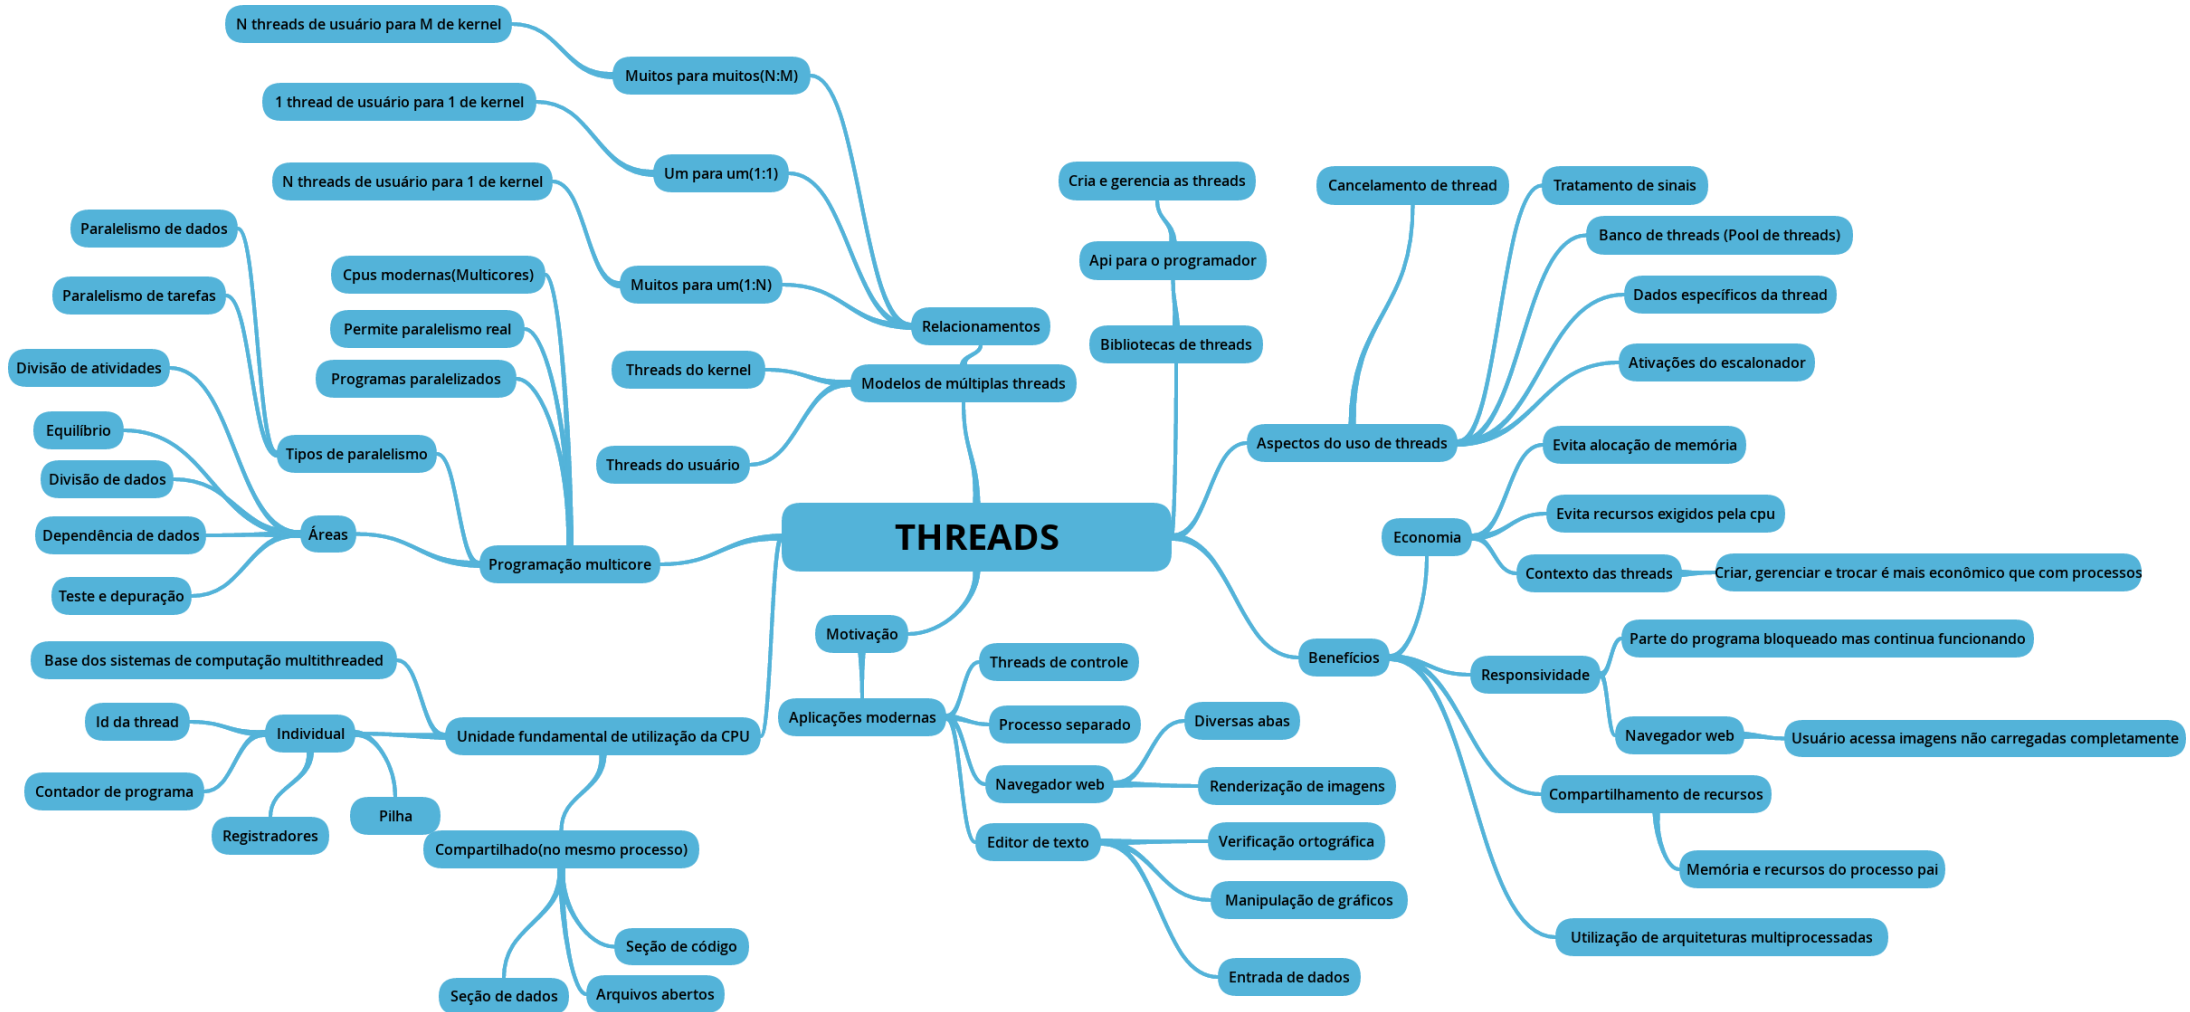 N threads de usuário para M de kernel
Muitos para muitos(N:M)
1 thread de usuário para 1 de kernel
Um para um(1:1)
N threads de usuário para 1 de kernel
Muitos para um(1:N)
Relacionamentos
Modelos de múltiplas threads
Threads do kernel
Threads do usuário
Cria e gerencia as threads
Api para o programador
Bibliotecas de threads
Cancelamento de thread
Tratamento de sinais
Banco de threads (Pool de threads)
Dados específicos da thread
Ativações do escalonador
Aspectos do uso de threads
Paralelismo de dados
Paralelismo de tarefas
Tipos de paralelismo
Cpus modernas(Multicores)
Permite paralelismo real
Programas paralelizados
Divisão de atividades
Equilíbrio
Divisão de dados
Dependência de dados
Teste e depuração
Áreas
Programação multicore
THREADS
Evita alocação de memória
Evita recursos exigidos pela cpu
Economia
Contexto das threads
Criar, gerenciar e trocar é mais econômico que com processos
Benefícios
Responsividade
Parte do programa bloqueado mas continua funcionando
Navegador web
Usuário acessa imagens não carregadas completamente
Compartilhamento de recursos
Memória e recursos do processo pai
Utilização de arquiteturas multiprocessadas
Motivação
Aplicações modernas
Threads de controle
Processo separado
Navegador web
Diversas abas
Renderização de imagens
Editor de texto
Verificação ortográfica
Manipulação de gráficos
Entrada de dados
Base dos sistemas de computação multithreaded
Unidade fundamental de utilização da CPU
Individual
Id da thread
Contador de programa
Registradores
Pilha
Compartilhado(no mesmo processo)
Seção de código
Arquivos abertos
Seção de dados